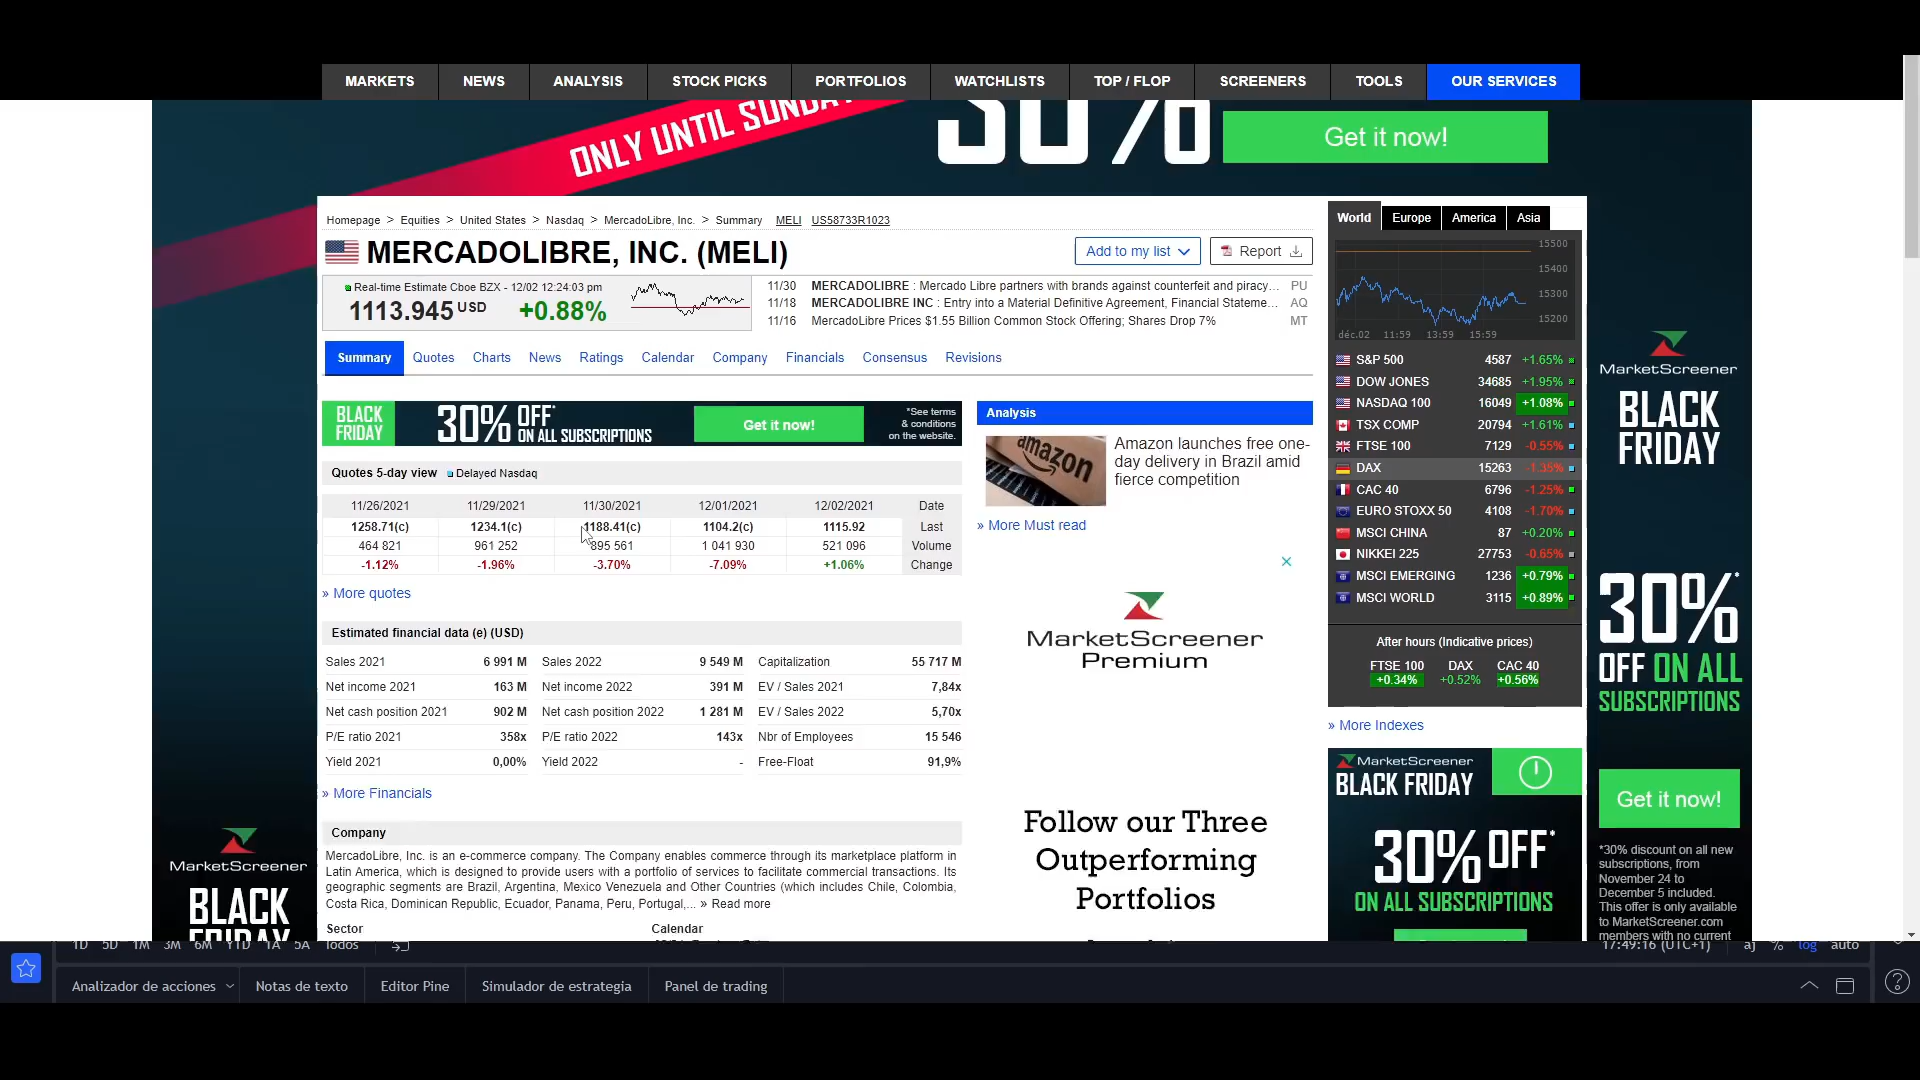 MARKETS NEWS ANALYSIS STOCK PICKS PORTFOLIOS WATCHLISTS TOP / FLOP SCREENERS TOOLS OUR SERVICES
ONLY UNTIL SUNDAY
30%
Get it now!
Homepage > Equities > United States > Nasdaq > MercadoLibre, Inc. > Summary MELI US58733R1023
MERCADOLIBRE, INC. (MELI)
Add to my list
Report
Real-time Estimate Cboe BZX - 12/02 12:24:03 pm
1113.945 USD +0.88%
11/30 MERCADOLIBRE : Mercado Libre partners with brands against counterfeit and piracy... PU
11/18 MERCADOLIBRE INC : Entry into a Material Definitive Agreement, Financial Stateme... AQ
11/16 MercadoLibre Prices $1.55 Billion Common Stock Offering; Shares Drop 7% MT
Summary Quotes Charts News Ratings Calendar Company Financials Consensus Revisions
BLACK FRIDAY
30% OFF* ON ALL SUBSCRIPTIONS
Get it now!
*See terms
& conditions
on the website.
Quotes 5-day view Delayed Nasdaq
11/26/2021 11/29/2021 11/30/2021 12/01/2021 12/02/2021 Date
1258.71(c) 1234.1(c) 1188.41(c) 1104.2(c) 1115.92 Last
464 821 961 252 895 561 1 041 930 521 096 Volume
-1.12% -1.96% -3.70% -7.09% +1.06% Change
» More quotes
Estimated financial data (e) (USD)
Sales 2021 6 991 M Sales 2022 9 549 M Capitalization 55 717 M
Net income 2021 163 M Net income 2022 391 M EV / Sales 2021 7,84x
Net cash position 2021 902 M Net cash position 2022 1 281 M EV / Sales 2022 5,70x
P/E ratio 2021 358x P/E ratio 2022 143x Nbr of Employees 15 546
Yield 2021 0,00% Yield 2022 - Free-Float 91,9%
» More Financials
Company
MercadoLibre, Inc. is an e-commerce company. The Company enables commerce through its marketplace platform in
Latin America, which is designed to provide users with a portfolio of services to facilitate commercial transactions. Its
geographic segments are Brazil, Argentina, Mexico Venezuela and Other Countries (which includes Chile, Colombia,
Costa Rica, Dominican Republic, Ecuador, Panama, Peru, Portugal,... » Read more
Sector Calendar
Analysis
amazon
Amazon launches free one-
day delivery in Brazil amid
fierce competition
» More Must read
MarketScreener
Premium
Follow our Three
Outperforming
Portfolios
World Europe America Asia
15500
15400
15300
15200
déc.02 11:59 13:59 15:59
S&P 500 4587 +1.65%
DOW JONES 34685 +1.95%
NASDAQ 100 16049 +1.08%
TSX COMP 20794 +1.61%
FTSE 100 7129 -0.55%
DAX 15263 -1.35%
CAC 40 6796 -1.25%
EURO STOXX 50 4108 -1.70%
MSCI CHINA 87 +0.20%
NIKKEI 225 27753 -0.65%
MSCI EMERGING 1236 +0.79%
MSCI WORLD 3115 +0.89%
After hours (Indicative prices)
FTSE 100 DAX CAC 40
+0.34% +0.52% +0.56%
» More Indexes
MarketScreener
BLACK FRIDAY
30% OFF*
ON ALL SUBSCRIPTIONS
MarketScreener
BLACK
FRIDAY
30%*
OFF ON ALL
SUBSCRIPTIONS
Get it now!
*30% discount on all new
subscriptions, from
November 24 to
December 5 included.
This offer is only available
to MarketScreener.com
members with no current
MarketScreener
BLACK
FRIDAY
1D 5D 1M 3M 6M YTD 1A 5A Todos
17:49:16 (UTC+1) aj % log auto
Analizador de acciones Notas de texto Editor Pine Simulador de estrategia Panel de trading